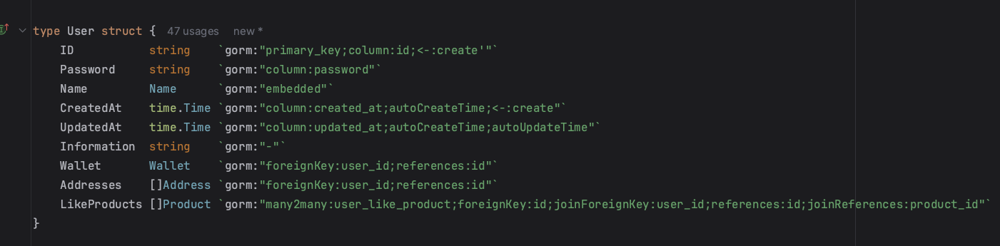 type User struct {  47 usages  new *
    ID           string    `gorm:"primary_key;column:id;<-:create'"`
    Password     string    `gorm:"column:password"`
    Name         Name      `gorm:"embedded"`
    CreatedAt    time.Time `gorm:"column:created_at;autoCreateTime;<-:create"`
    UpdatedAt    time.Time `gorm:"column:updated_at;autoCreateTime;autoUpdateTime"`
    Information  string    `gorm:"-"`
    Wallet       Wallet    `gorm:"foreignKey:user_id;references:id"`
    Addresses    []Address `gorm:"foreignKey:user_id;references:id"`
    LikeProducts []Product `gorm:"many2many:user_like_product;foreignKey:id;joinForeignKey:user_id;references:id;joinReferences:product_id"`
}